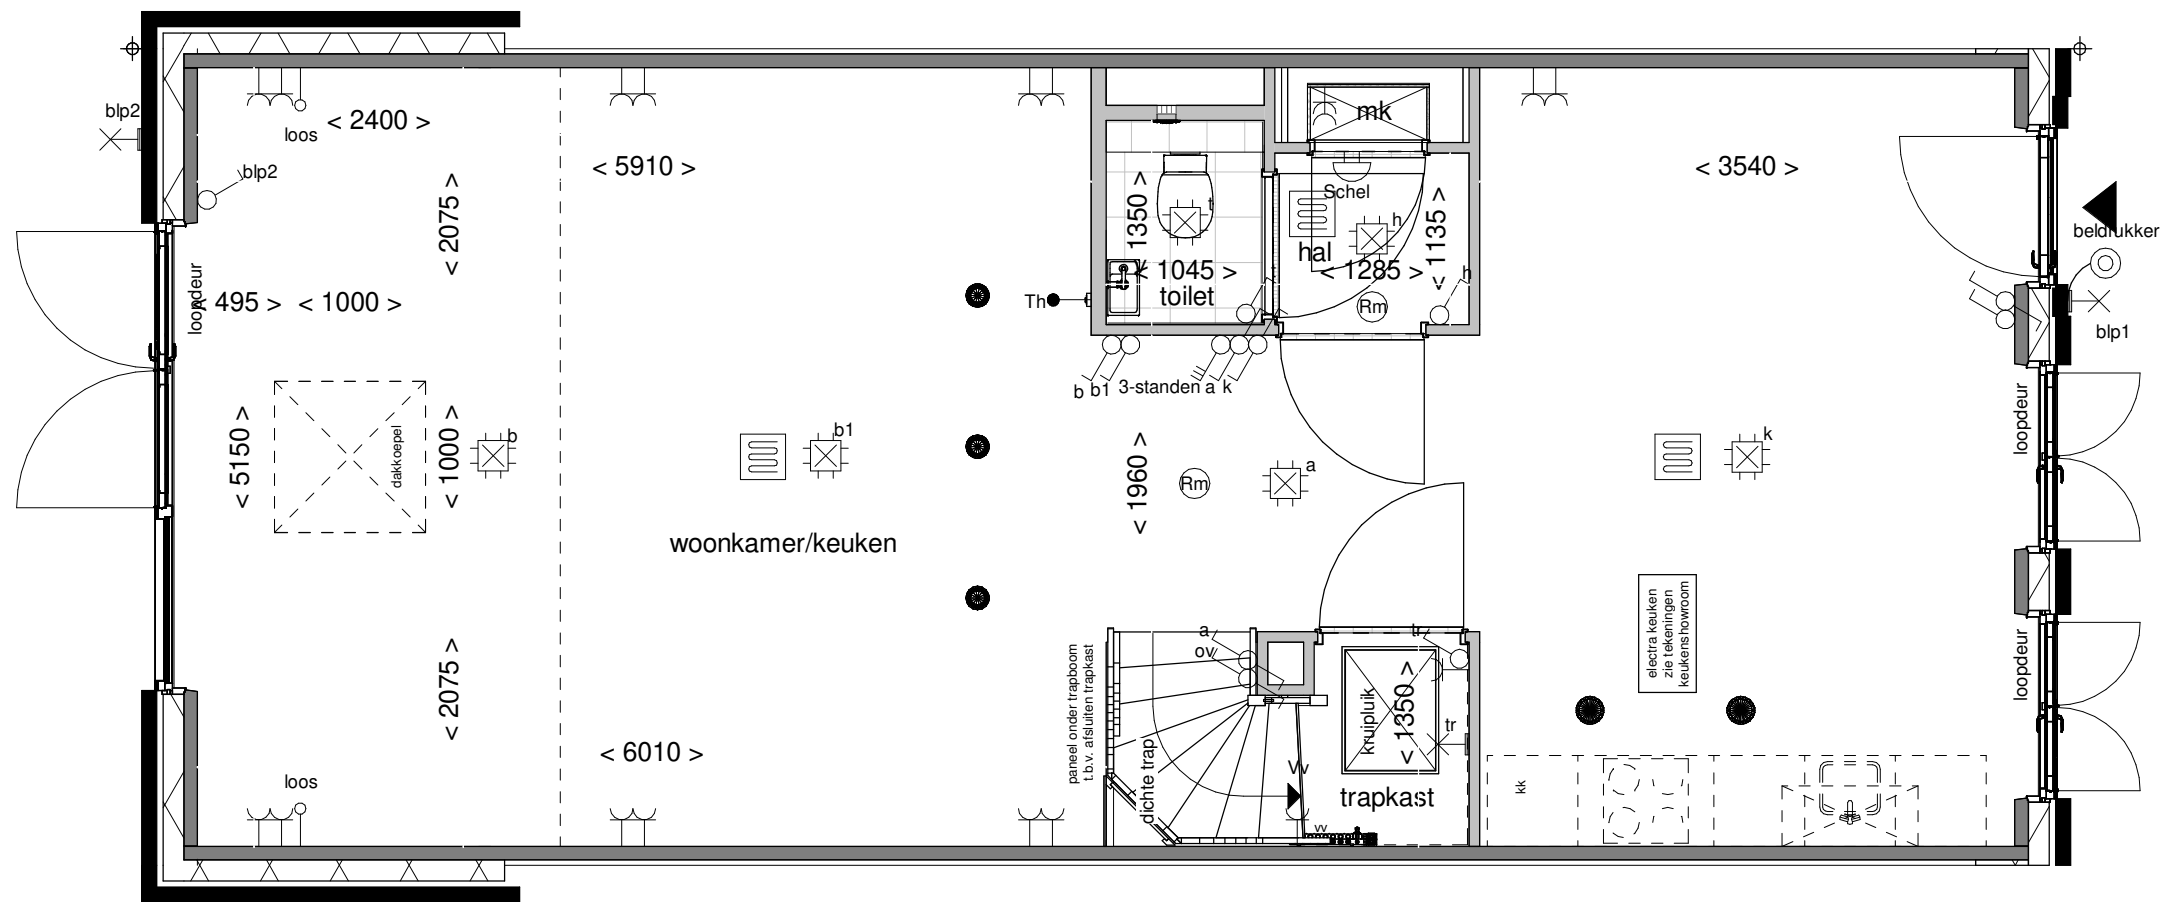 blp2
loos
< 2400 >
blp2
< 2075 >
< 5910 >
mk
< 3540 >
Schel
t
h
< 1350 >
< 1135 >
hal
beldrukker
loopdeur
< 495 >
< 1000 >
Th
< 1045 >
toilet
t
< 1285 >
h
Rm
blp1
b
b1
3-standen
a
k
< 5150 >
dakkoepel
< 1000 >
b
b1
< 1960 >
Rm
a
k
loopdeur
woonkamer/keuken
electra keuken
zie tekeningen
keukenshowroom
loopdeur
< 2075 >
< 6010 >
paneel onder trapboom
t.b.v. afsluiten trapkast
a
ov
tr
kruipluik
< 1350 >
tr
dichte trap
Vv
trapkast
vv
kk
loos